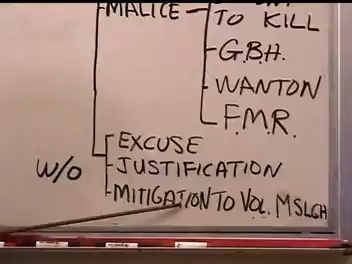 MALICE - TO KILL
G.B.H.
WANTON
F.M.R.
EXCUSE
W/O JUSTIFICATION
MITIGATION TO VOL. MSLGH